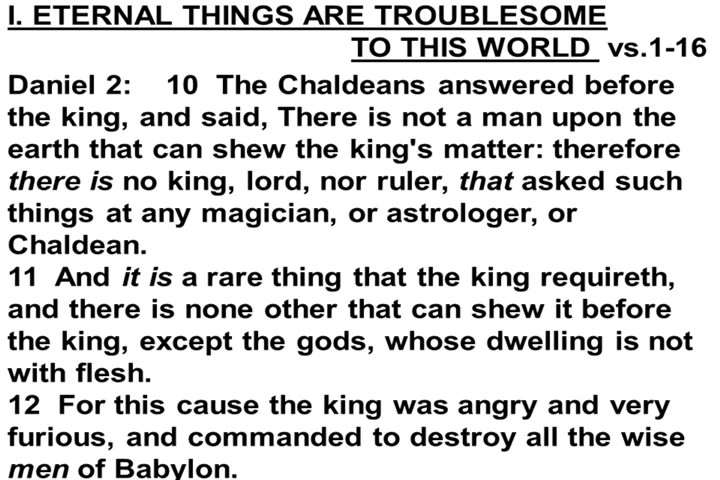 I. ETERNAL THINGS ARE TROUBLESOME
TO THIS WORLD vs.1-16
Daniel 2: 10 The Chaldeans answered before
the king, and said, There is not a man upon the
earth that can shew the king's matter: therefore
there is no king, lord, nor ruler, that asked such
things at any magician, or astrologer, or
Chaldean.
11 And it is a rare thing that the king requireth,
and there is none other that can shew it before
the king, except the gods, whose dwelling is not
with flesh.
12 For this cause the king was angry and very
furious, and commanded to destroy all the wise
men of Babylon.